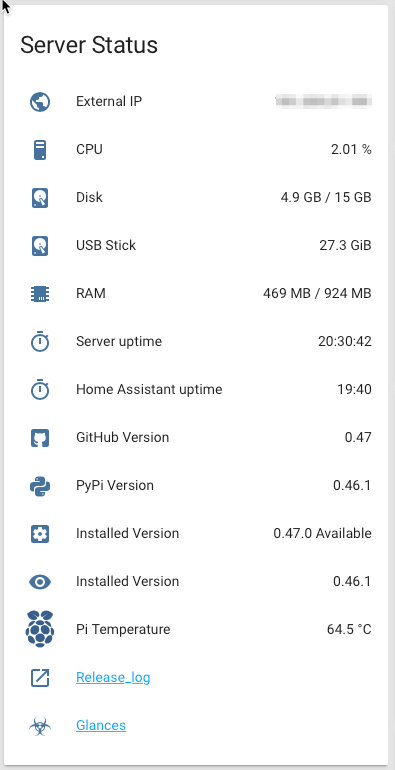 Server Status
External IP
CPU 2.01 %
Disk 4.9 GB / 15 GB
USB Stick 27.3 GiB
RAM 469 MB / 924 MB
Server uptime 20:30:42
Home Assistant uptime 19:40
GitHub Version 0.47
PyPi Version 0.46.1
Installed Version 0.47.0 Available
Installed Version 0.46.1
Pi Temperature 64.5 °C
Release_log
Glances